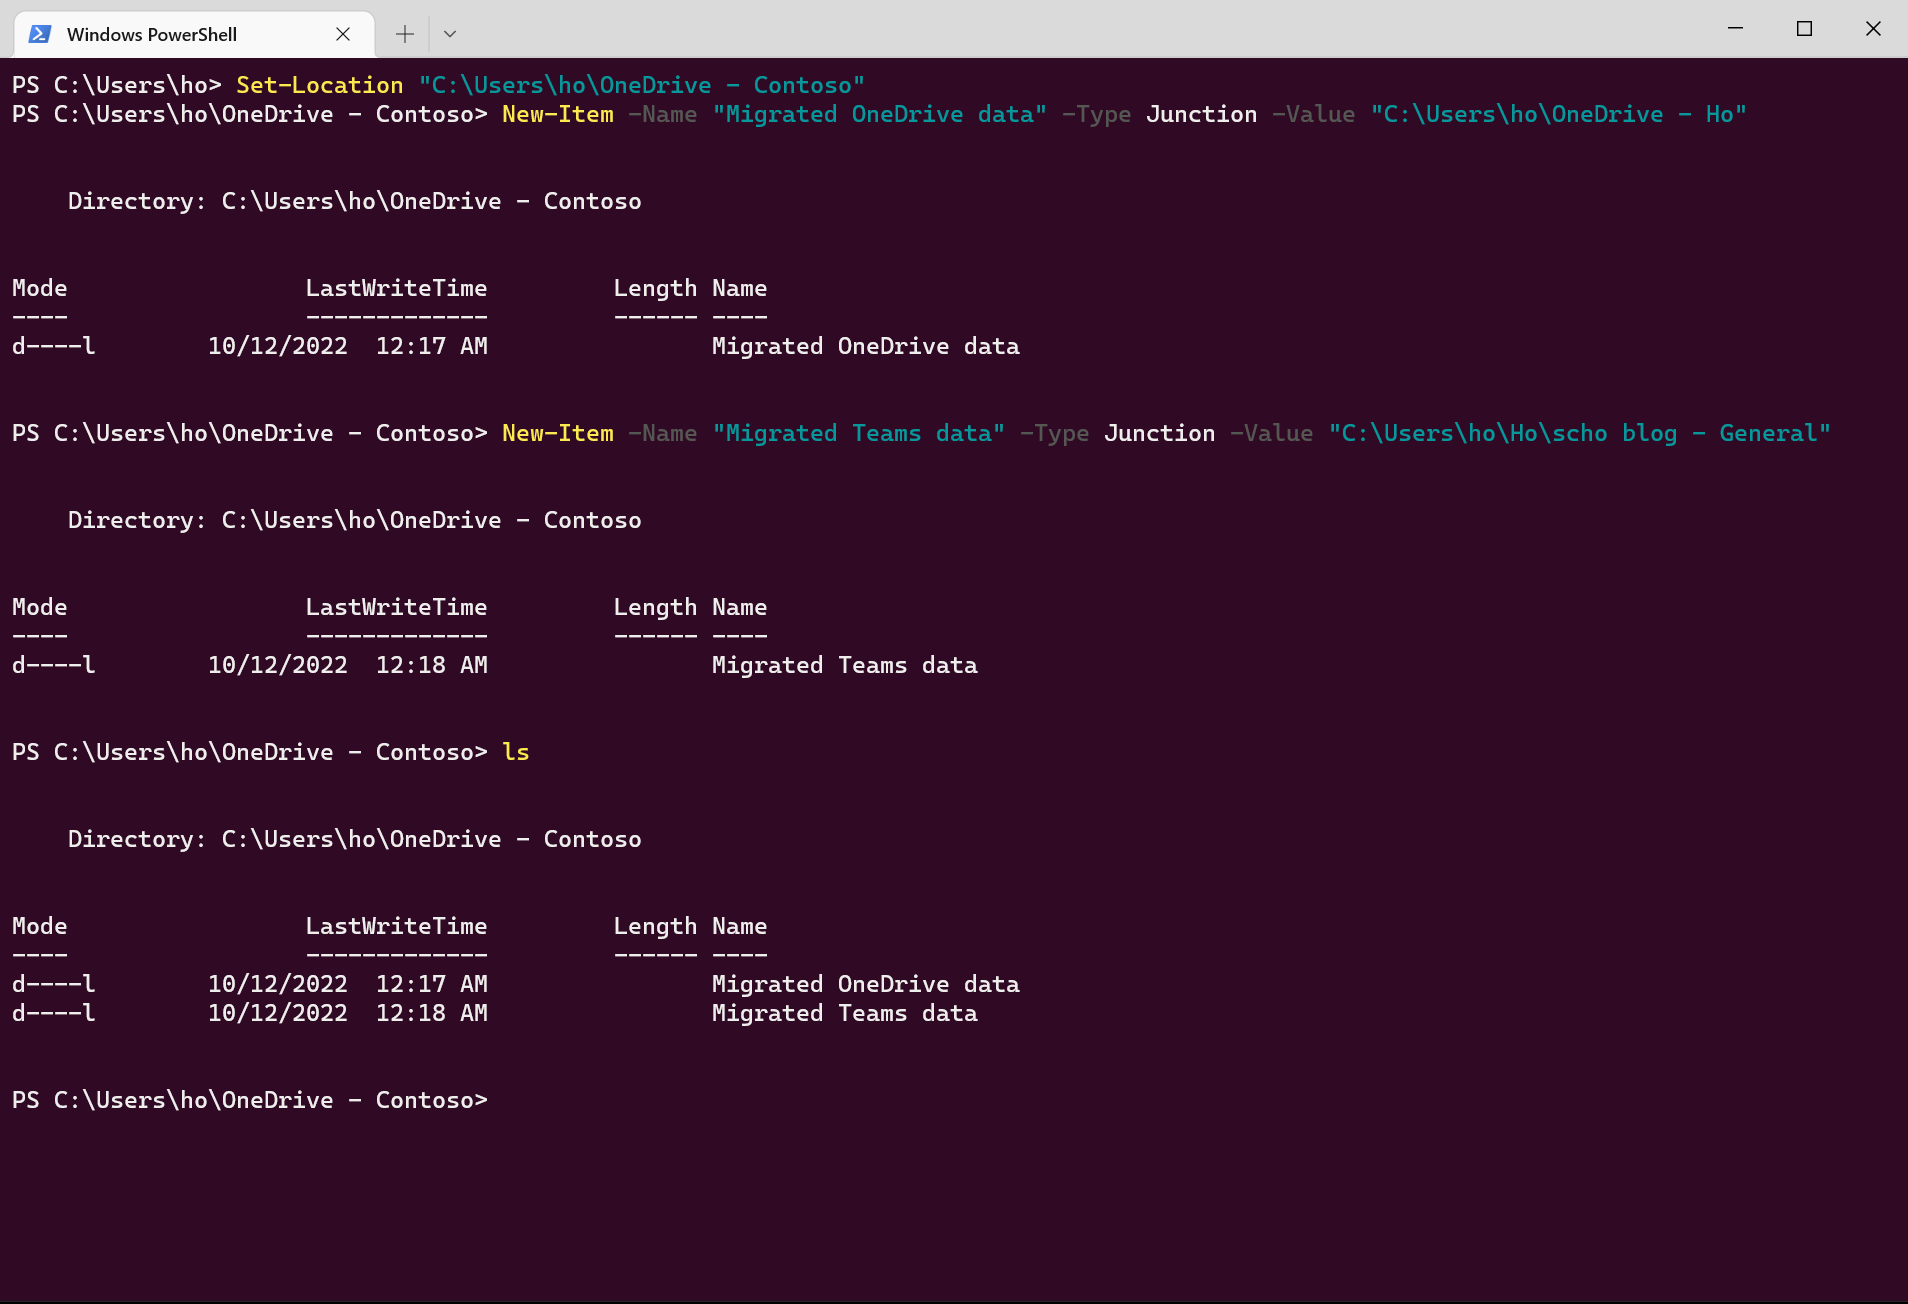 Windows PowerShell
PS C:\Users\ho> Set-Location "C:\Users\ho\OneDrive - Contoso"
PS C:\Users\ho\OneDrive - Contoso> New-Item -Name "Migrated OneDrive data" -Type Junction -Value "C:\Users\ho\OneDrive - Ho"
    Directory: C:\Users\ho\OneDrive - Contoso
Mode                 LastWriteTime         Length Name
----                 -------------         ------ ----
d----l        10/12/2022  12:17 AM                Migrated OneDrive data
PS C:\Users\ho\OneDrive - Contoso> New-Item -Name "Migrated Teams data" -Type Junction -Value "C:\Users\ho\Ho\scho blog - General"
    Directory: C:\Users\ho\OneDrive - Contoso
Mode                 LastWriteTime         Length Name
----                 -------------         ------ ----
d----l        10/12/2022  12:18 AM                Migrated Teams data
PS C:\Users\ho\OneDrive - Contoso> ls
    Directory: C:\Users\ho\OneDrive - Contoso
Mode                 LastWriteTime         Length Name
----                 -------------         ------ ----
d----l        10/12/2022  12:17 AM                Migrated OneDrive data
d----l        10/12/2022  12:18 AM                Migrated Teams data
PS C:\Users\ho\OneDrive - Contoso>